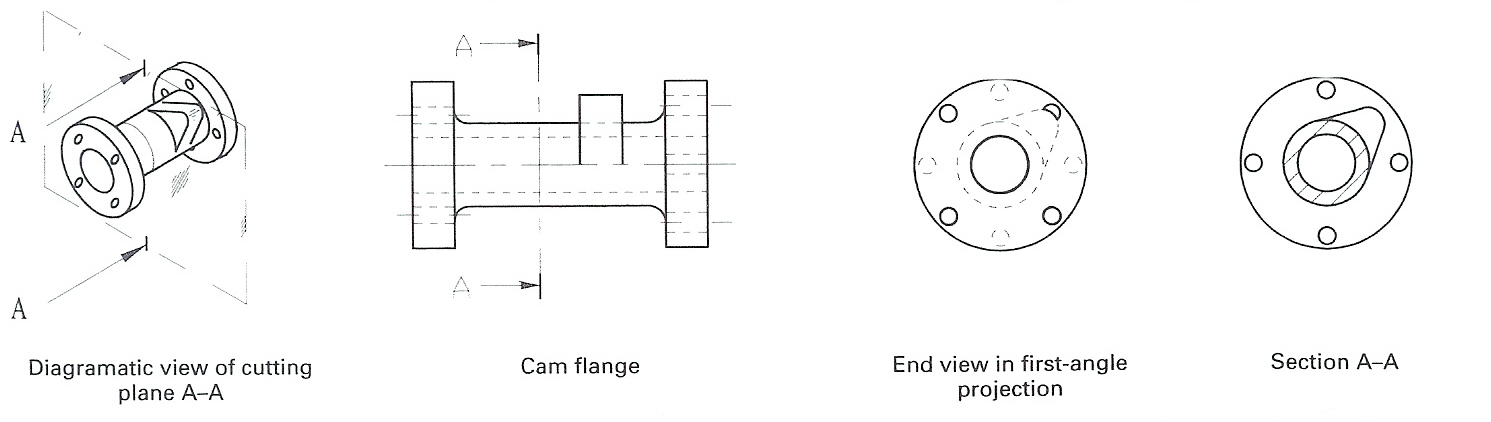 A
A
A
A
Diagramatic view of cutting
plane A–A
Cam flange
End view in first-angle
projection
Section A–A